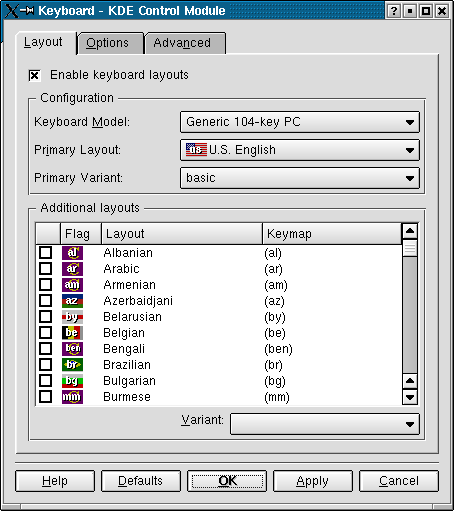 Keyboard - KDE Control Module
Layout Options Advanced
Enable keyboard layouts
Configuration
Keyboard Model: Generic 104-key PC
Primary Layout: us U.S. English
Primary Variant: basic
Additional layouts
Flag Layout Keymap
al Albanian (al)
ar Arabic (ar)
am Armenian (am)
az Azerbaidjani (az)
by Belarusian (by)
be Belgian (be)
ben Bengali (ben)
br Brazilian (br)
bg Bulgarian (bg)
mm Burmese (mm)
Variant:
Help Defaults OK Apply Cancel